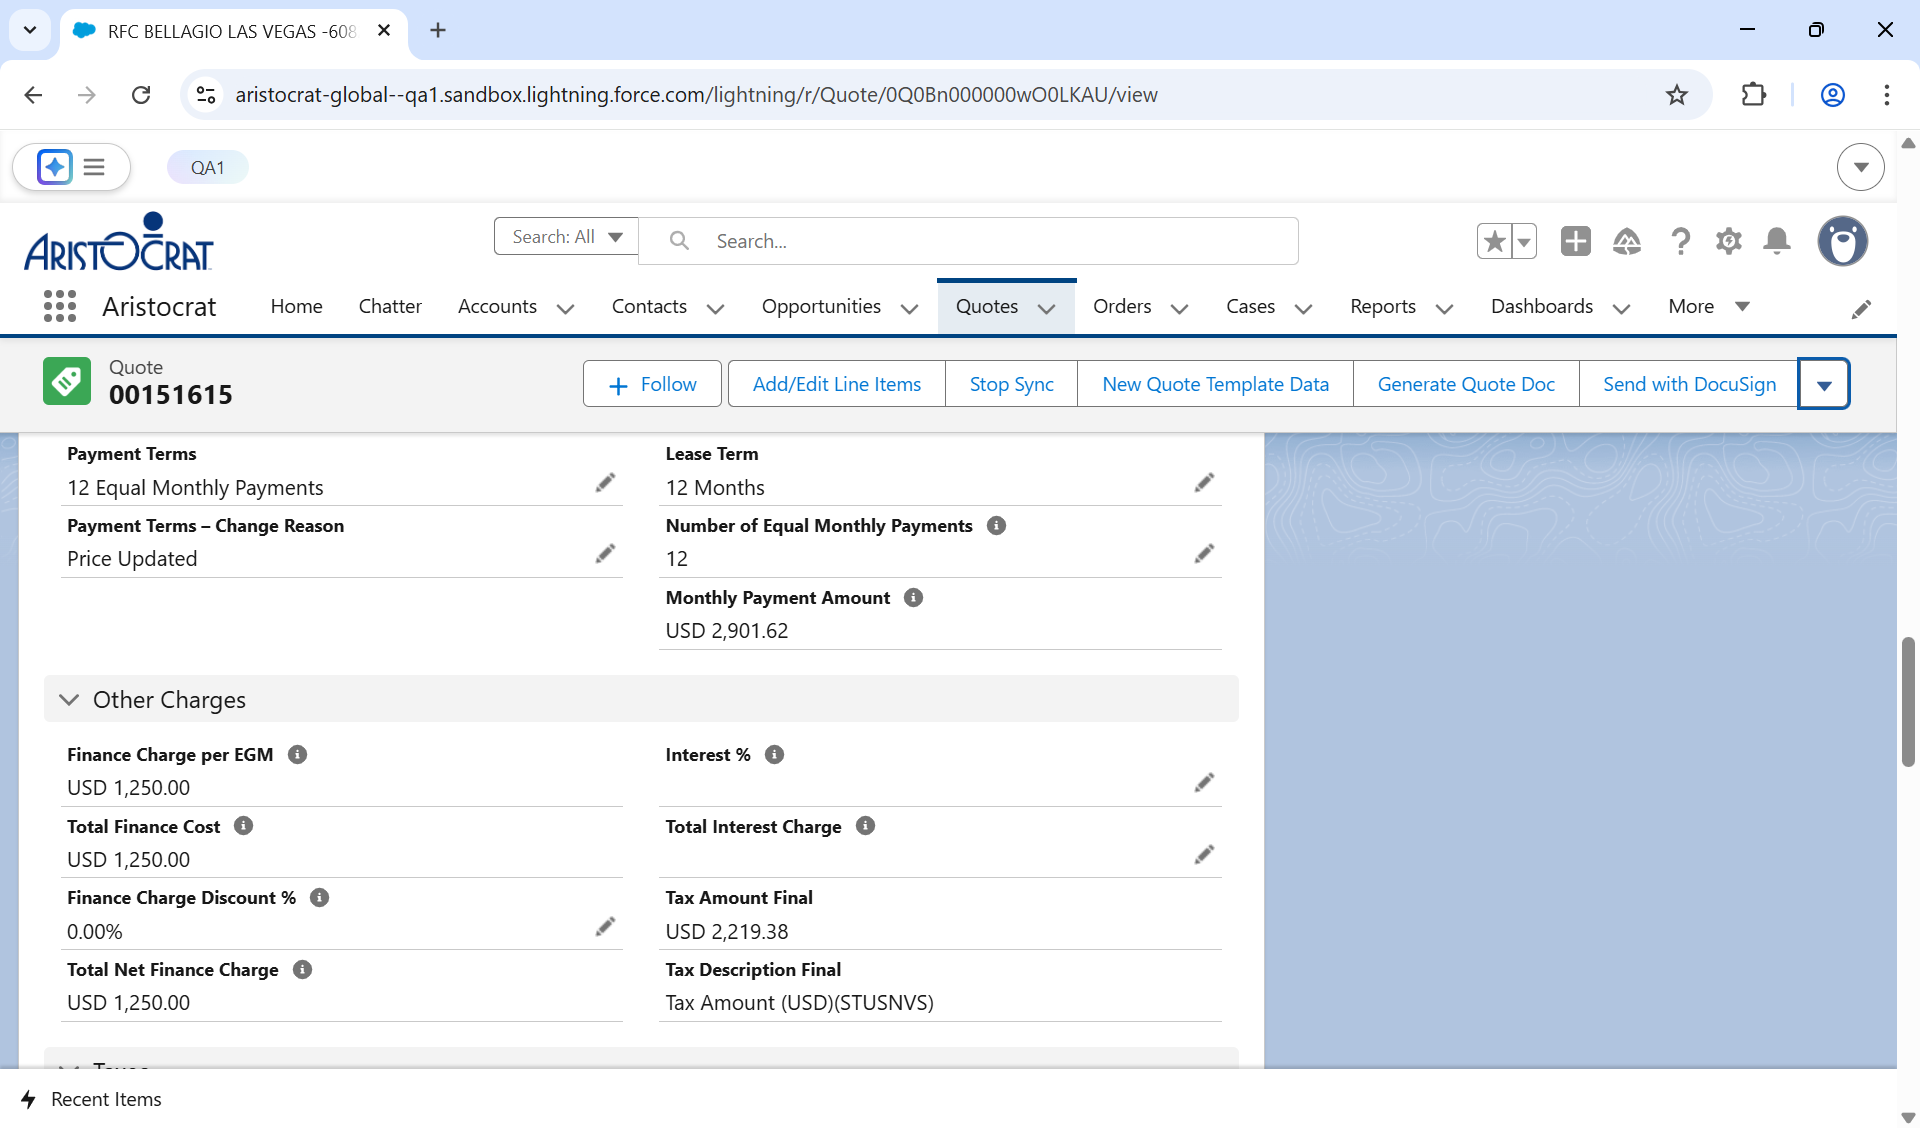 RFC BELLAGIO LAS VEGAS -608
aristocrat-global--qa1.sandbox.lightning.force.com/lightning/r/Quote/0Q0Bn000000wO0LKAU/view
QA1
ARISTOCRAT
Search: All
Search...
Aristocrat
Home
Chatter
Accounts
Contacts
Opportunities
Quotes
Orders
Cases
Reports
Dashboards
More
Quote
00151615
Follow
Add/Edit Line Items
Stop Sync
New Quote Template Data
Generate Quote Doc
Send with DocuSign
Payment Terms
12 Equal Monthly Payments
Lease Term
12 Months
Payment Terms – Change Reason
Price Updated
Number of Equal Monthly Payments
12
Monthly Payment Amount
USD 2,901.62
Other Charges
Finance Charge per EGM
USD 1,250.00
Interest %
Total Finance Cost
USD 1,250.00
Total Interest Charge
Finance Charge Discount %
0.00%
Tax Amount Final
USD 2,219.38
Total Net Finance Charge
USD 1,250.00
Tax Description Final
Tax Amount (USD)(STUSNVS)
Recent Items